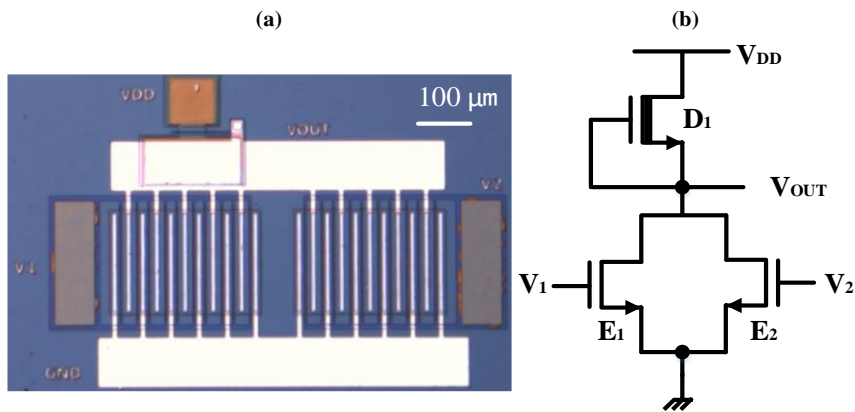 (a)
(b)
VDD
100 μm
VOUT
V2
V1
GND
VDD
D1
VOUT
V1
V2
E1
E2